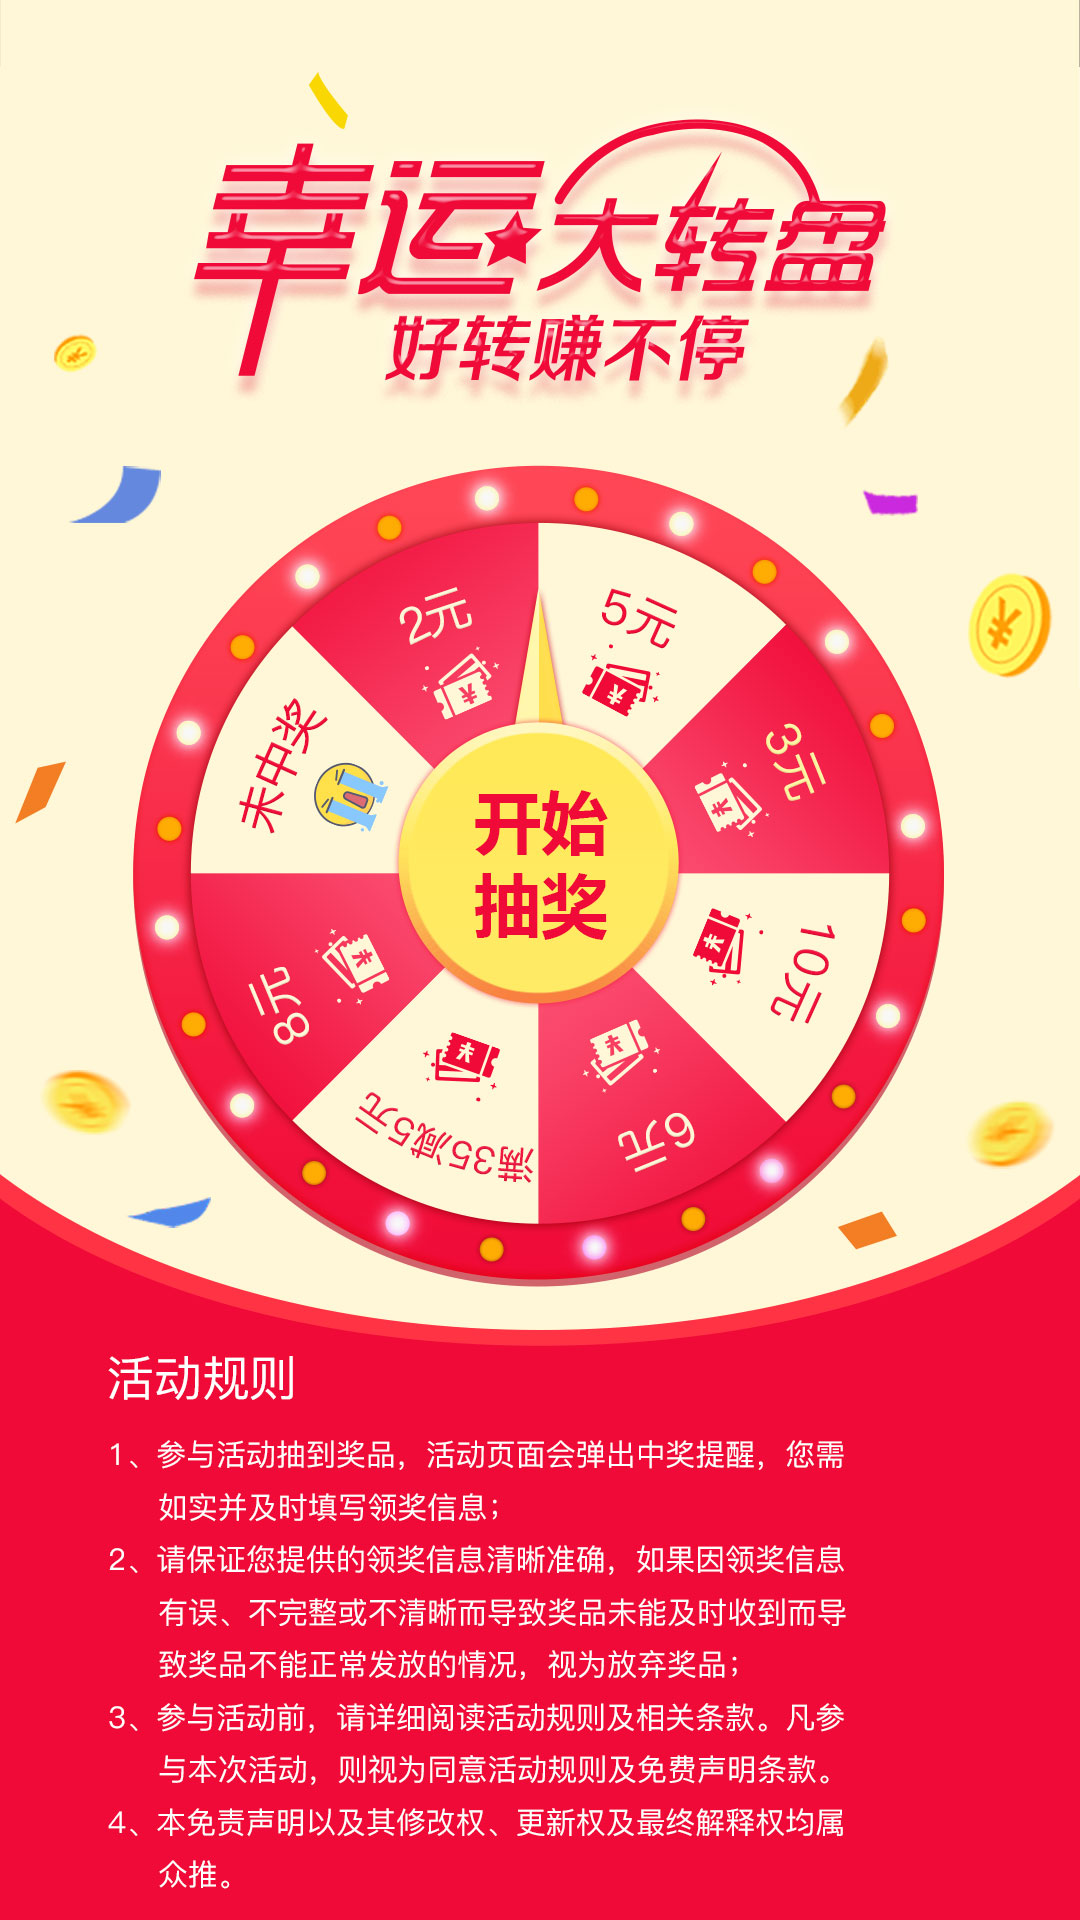 幸运大转盘
好转赚不停
5元
3元
10元
6元
满35减5元
8元
未中奖
2元
开始
抽奖
活动规则
1、参与活动抽到奖品，活动页面会弹出中奖提醒，您需
如实并及时填写领奖信息；
2、请保证您提供的领奖信息清晰准确，如果因领奖信息
有误、不完整或不清晰而导致奖品未能及时收到而导
致奖品不能正常发放的情况，视为放弃奖品；
3、参与活动前，请详细阅读活动规则及相关条款。凡参
与本次活动，则视为同意活动规则及免费声明条款。
4、本免责声明以及其修改权、更新权及最终解释权均属
众推。